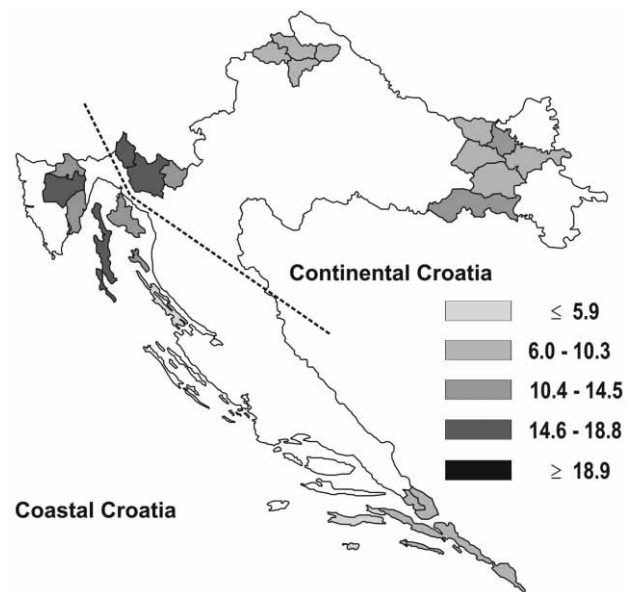 Continental Croatia
≤ 5.9
6.0 - 10.3
10.4 - 14.5
14.6 - 18.8
≥ 18.9
Coastal Croatia